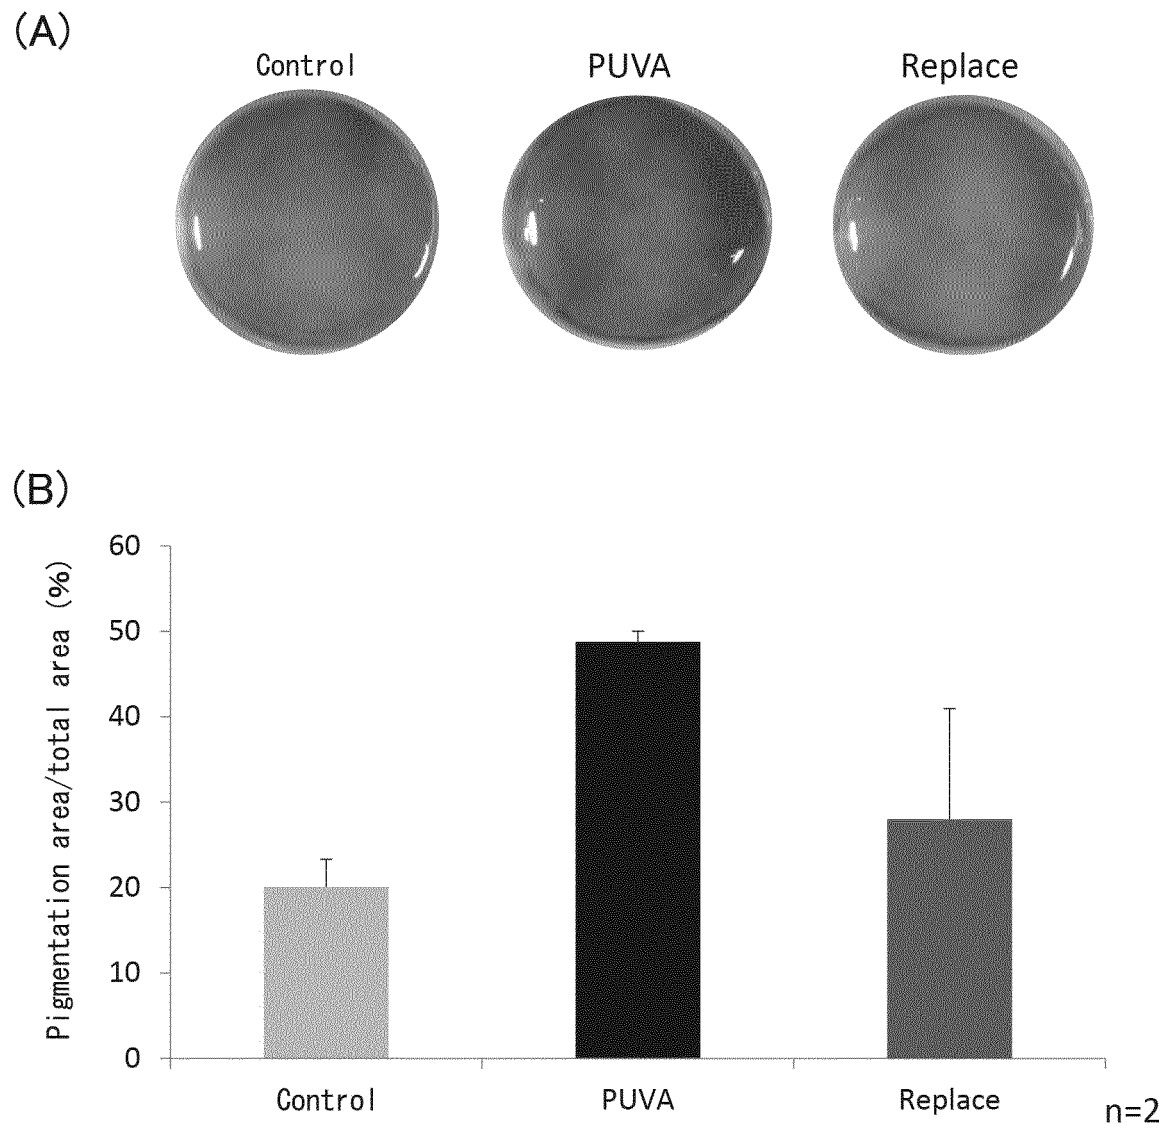 (A)
Control PUVA Replace
(B)
Pigmentation area/total area (%)
60
50
40
30
20
10
0
Control PUVA Replace
n=2